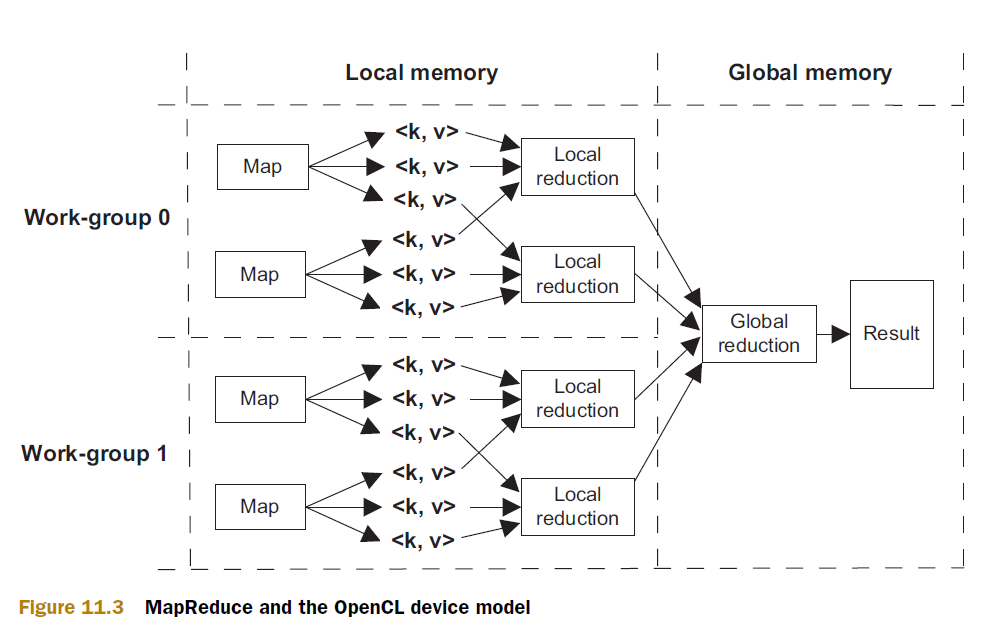 Local memory
Global memory
Work-group 0
Map
<k, v>
<k, v>
<k, v>
Local
reduction
Map
<k, v>
<k, v>
<k, v>
Local
reduction
Work-group 1
Map
<k, v>
<k, v>
<k, v>
Local
reduction
Map
<k, v>
<k, v>
<k, v>
Local
reduction
Global
reduction
Result
Figure 11.3 MapReduce and the OpenCL device model